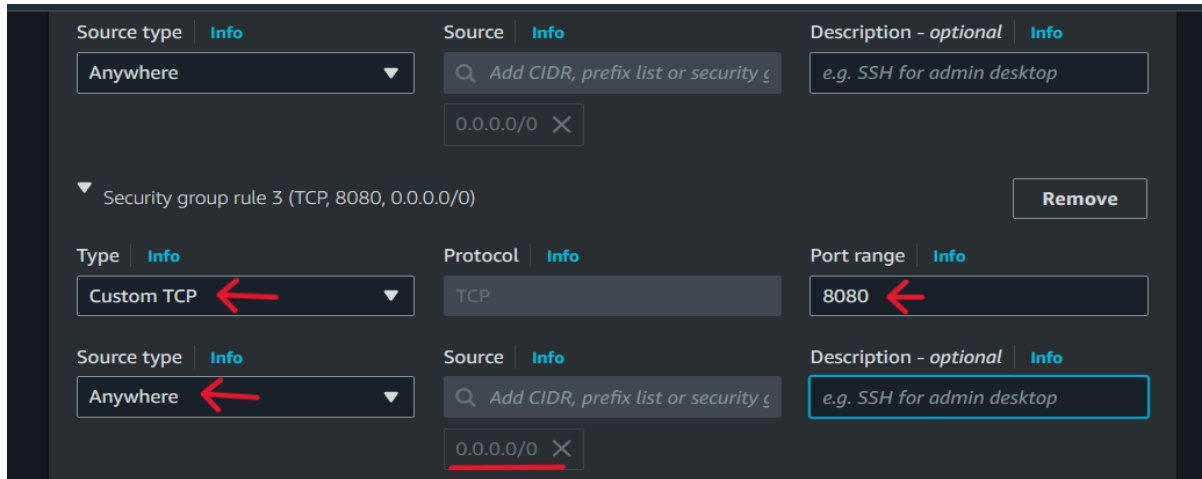 Source type Info Source Info Description - optional Info
Anywhere Add CIDR, prefix list or security g e.g. SSH for admin desktop
0.0.0.0/0
Security group rule 3 (TCP, 8080, 0.0.0.0/0) Remove
Type Info Protocol Info Port range Info
Custom TCP TCP 8080
Source type Info Source Info Description - optional Info
Anywhere Add CIDR, prefix list or security g e.g. SSH for admin desktop
0.0.0.0/0